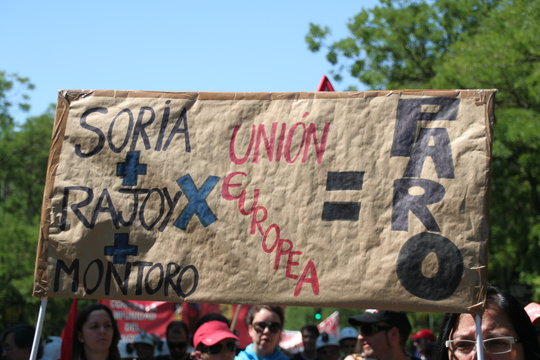 SORIA
+
RAJOY
+
MONTORO
X
UNIÓN
EUROPEA
=
PARO